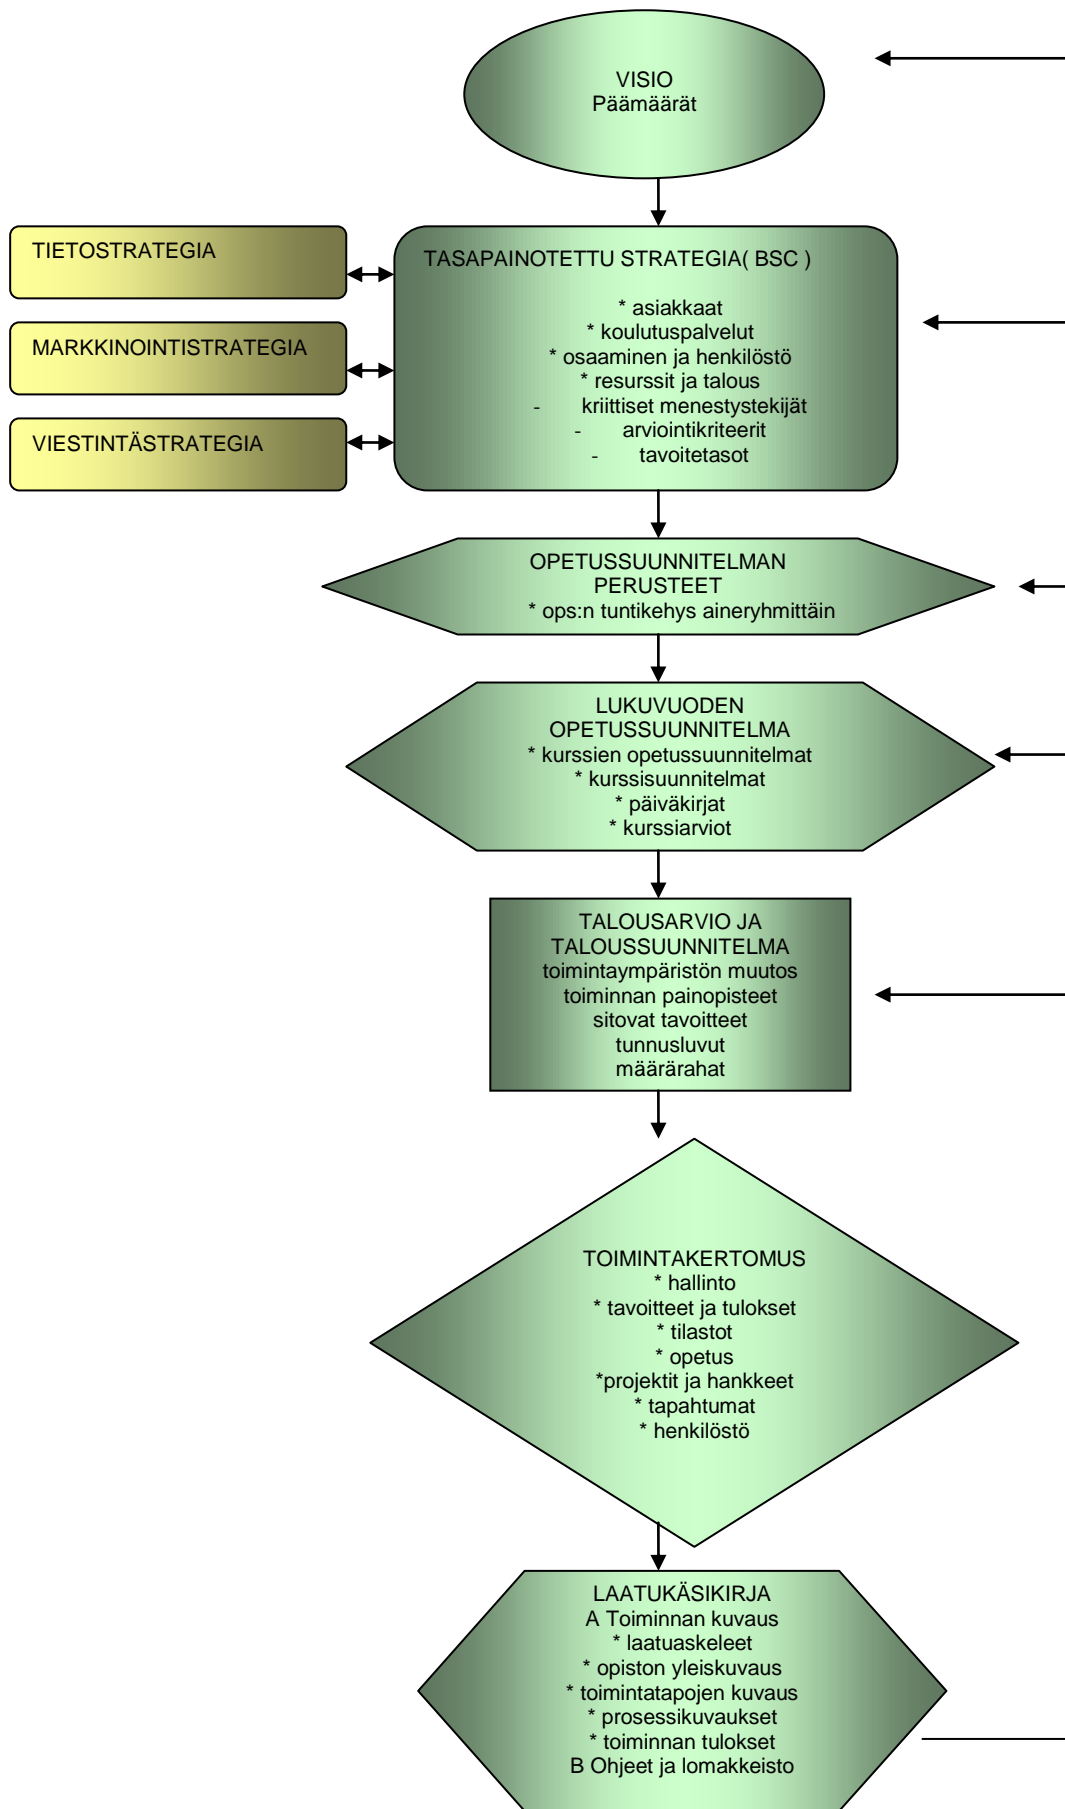 VISIO
Päämäärät
TIETOSTRATEGIA
MARKKINOINTISTRATEGIA
VIESTINTÄSTRATEGIA
TASAPAINOTETTU STRATEGIA( BSC )
* asiakkaat
* koulutuspalvelut
* osaaminen ja henkilöstö
* resurssit ja talous
- kriittiset menestystekijät
- arviointikriteerit
- tavoitetasot
OPETUSSUUNNITELMAN
PERUSTEET
* ops:n tuntikehys aineryhmittäin
LUKUVUODEN
OPETUSSUUNNITELMA
* kurssien opetussuunnitelmat
* kurssisuunnitelmat
* päiväkirjat
* kurssiarviot
TALOUSARVIO JA
TALOUSSUUNNITELMA
toimintaympäristön muutos
toiminnan painopisteet
sitovat tavoitteet
tunnusluvut
määrärahat
TOIMINTAKERTOMUS
* hallinto
* tavoitteet ja tulokset
* tilastot
* opetus
*projektit ja hankkeet
* tapahtumat
* henkilöstö
LAATUKÄSIKIRJA
A Toiminnan kuvaus
* laatuaskeleet
* opiston yleiskuvaus
* toimintatapojen kuvaus
* prosessikuvaukset
* toiminnan tulokset
B Ohjeet ja lomakkeisto